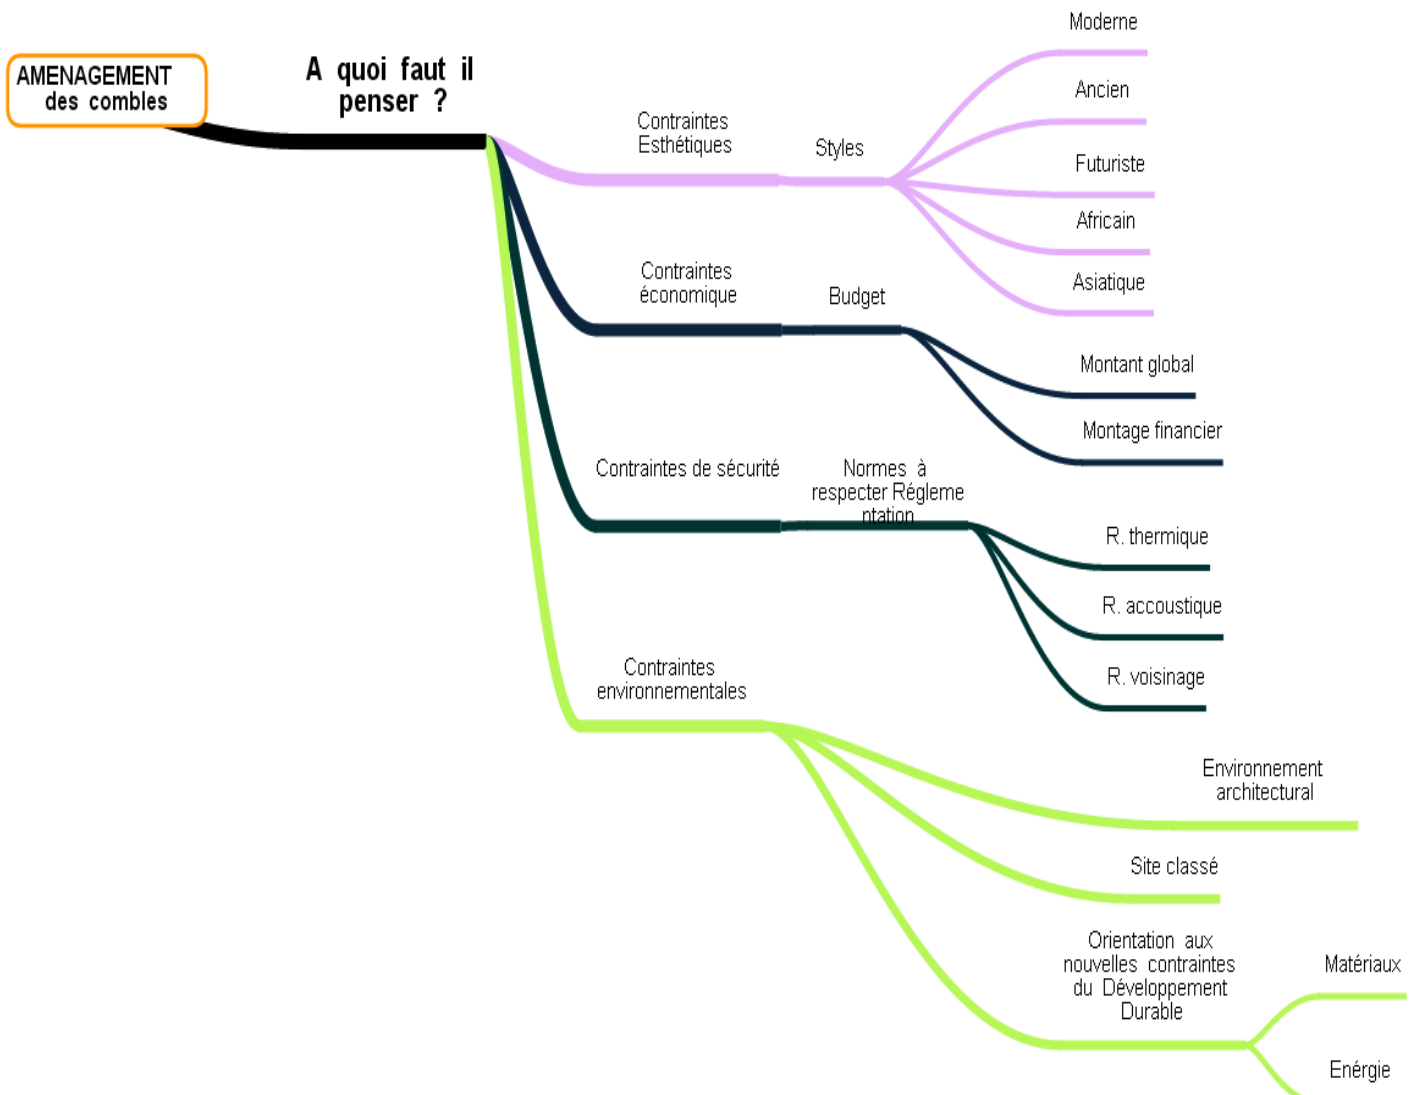 AMENAGEMENT
des combles
A quoi faut il
penser ?
Contraintes
Esthétiques
Styles
Moderne
Ancien
Futuriste
Africain
Asiatique
Contraintes
économique
Budget
Montant global
Montage financier
Contraintes de sécurité
Normes à
respecter Régleme
ntation
R. thermique
R. accoustique
R. voisinage
Contraintes
environnementales
Environnement
architectural
Site classé
Orientation aux
nouvelles contraintes
du Développement
Durable
Matériaux
Enérgie